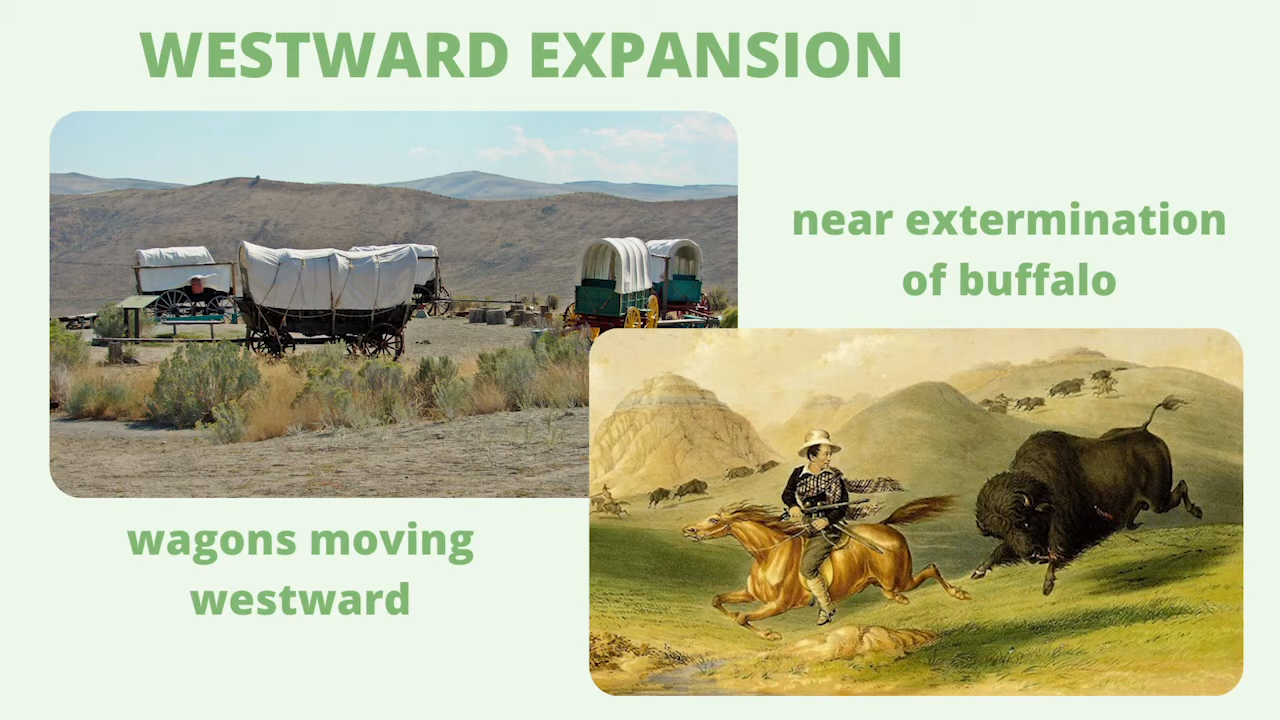 WESTWARD EXPANSION
near extermination
of buffalo
wagons moving
westward